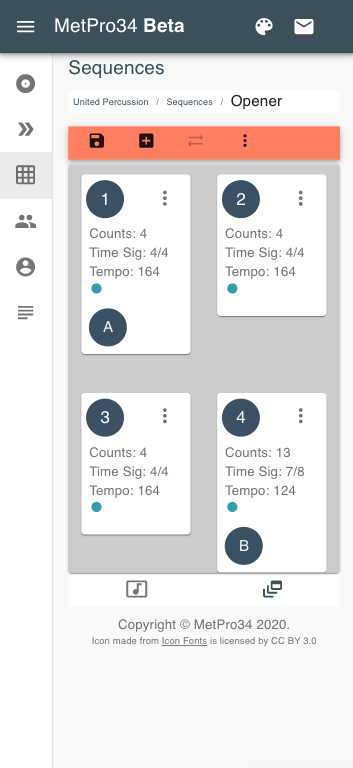 MetPro34 Beta
Sequences
United Percussion / Sequences / Opener
1
Counts: 4
Time Sig: 4/4
Tempo: 164
A
2
Counts: 4
Time Sig: 4/4
Tempo: 164
3
Counts: 4
Time Sig: 4/4
Tempo: 164
4
Counts: 13
Time Sig: 7/8
Tempo: 124
B
Copyright © MetPro34 2020.
Icon made from Icon Fonts is licensed by CC BY 3.0